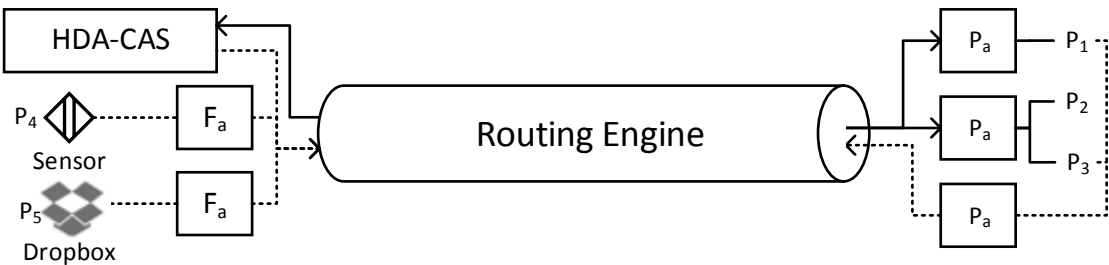 HDA-CAS
P4
Sensor
Fa
P5
Dropbox
Fa
Routing Engine
Pa
P1
Pa
P2
P3
Pa